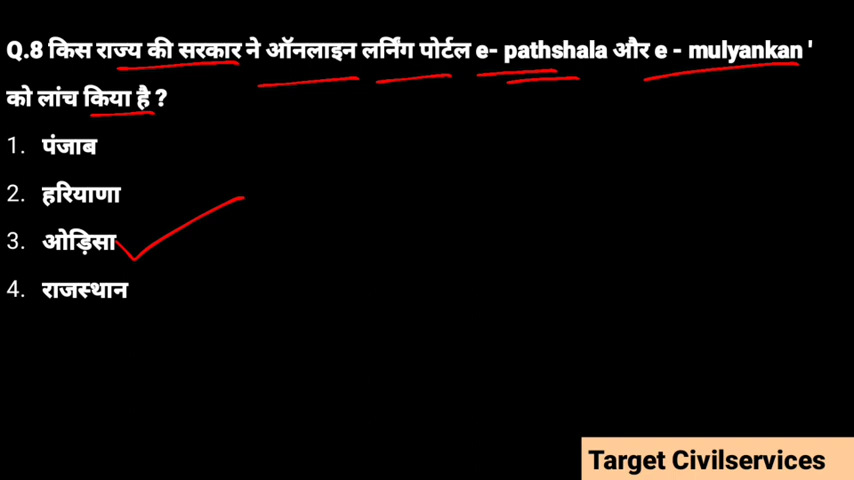 Q.8 किस राज्य की सरकार ने ऑनलाइन लर्निंग पोर्टल e- pathshala और e - mulyankan '
को लांच किया है ?
1. पंजाब
2. हरियाणा
3. ओड़िसा
4. राजस्थान
Target Civilservices